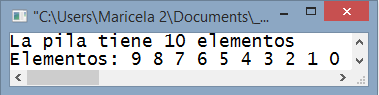 "C:\Users\Maricela 2\Documents\_...
La pila tiene 10 elementos
Elementos: 9 8 7 6 5 4 3 2 1 0